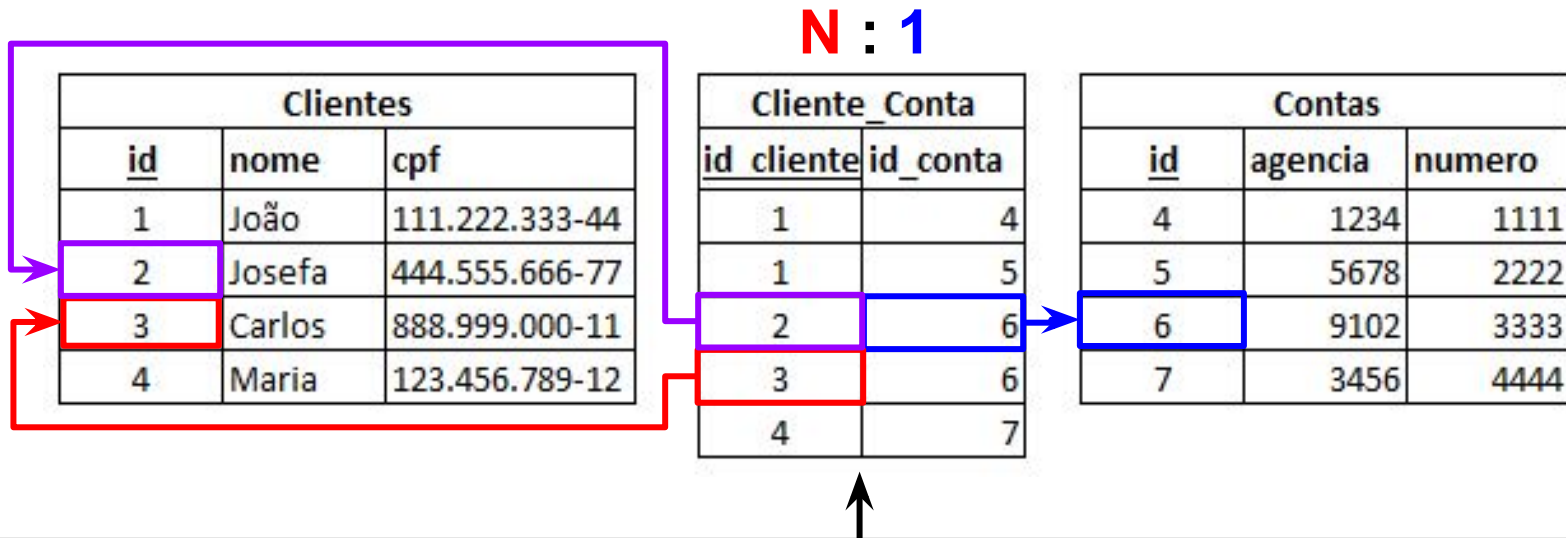 N : 1
Clientes
id nome cpf
1 João 111.222.333-44
2 Josefa 444.555.666-77
3 Carlos 888.999.000-11
4 Maria 123.456.789-12
Cliente_Conta
id_cliente id_conta
1 4
1 5
2 6
3 6
4 7
Contas
id agencia numero
4 1234 1111
5 5678 2222
6 9102 3333
7 3456 4444